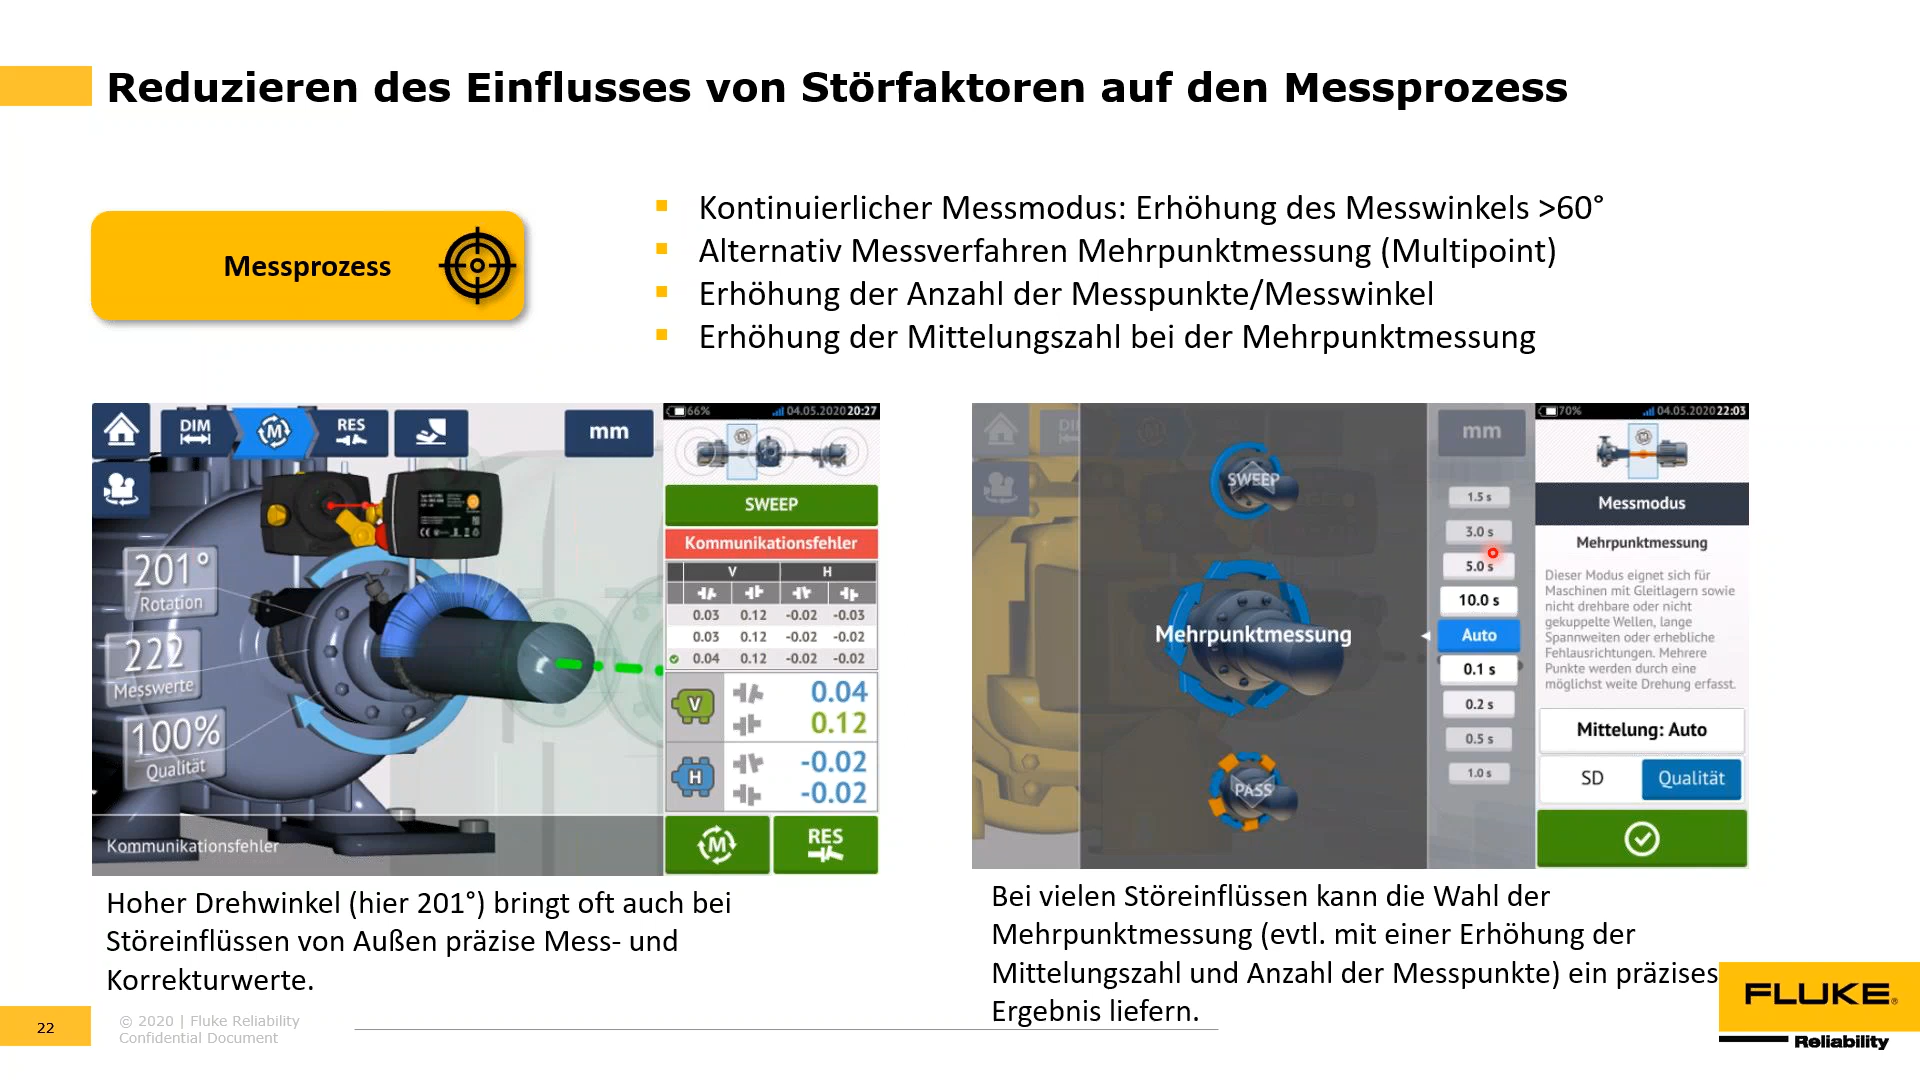 Reduzieren des Einflusses von Störfaktoren auf den Messprozess
Messprozess
Kontinuierlicher Messmodus: Erhöhung des Messwinkels >60°
Alternativ Messverfahren Mehrpunktmessung (Multipoint)
Erhöhung der Anzahl der Messpunkte/Messwinkel
Erhöhung der Mittelungszahl bei der Mehrpunktmessung
DIM
M
RES
mm
66% 04.05.2020 20:27
201°
Rotation
222
Messwerte
100%
Qualität
Kommunikationsfehler
SWEEP
Kommunikationsfehler
V H
0.03 0.12 -0.02 -0.03
0.03 0.12 -0.02 -0.02
0.04 0.12 -0.02 -0.02
V 0.04
0.12
H -0.02
-0.02
M RES
Hoher Drehwinkel (hier 201°) bringt oft auch bei
Störeinflüssen von Außen präzise Mess- und
Korrekturwerte.
mm
70% 04.05.2020 22:03
SWEEP
Mehrpunktmessung
PASS
1.5 s
3.0 s
5.0 s
10.0 s
Auto
0.1 s
0.2 s
0.5 s
1.0 s
Messmodus
Mehrpunktmessung
Dieser Modus eignet sich für
Maschinen mit Gleitlagern sowie
nicht drehbare oder nicht
gekuppelte Wellen, lange
Spannweiten oder erhebliche
Fehlausrichtungen. Mehrere
Punkte werden durch eine
möglichst weite Drehung erfasst.
Mittelung: Auto
SD Qualität
Bei vielen Störeinflüssen kann die Wahl der
Mehrpunktmessung (evtl. mit einer Erhöhung der
Mittelungszahl und Anzahl der Messpunkte) ein präzises
Ergebnis liefern.
22
© 2020 | Fluke Reliability
Confidential Document
FLUKE®
Reliability